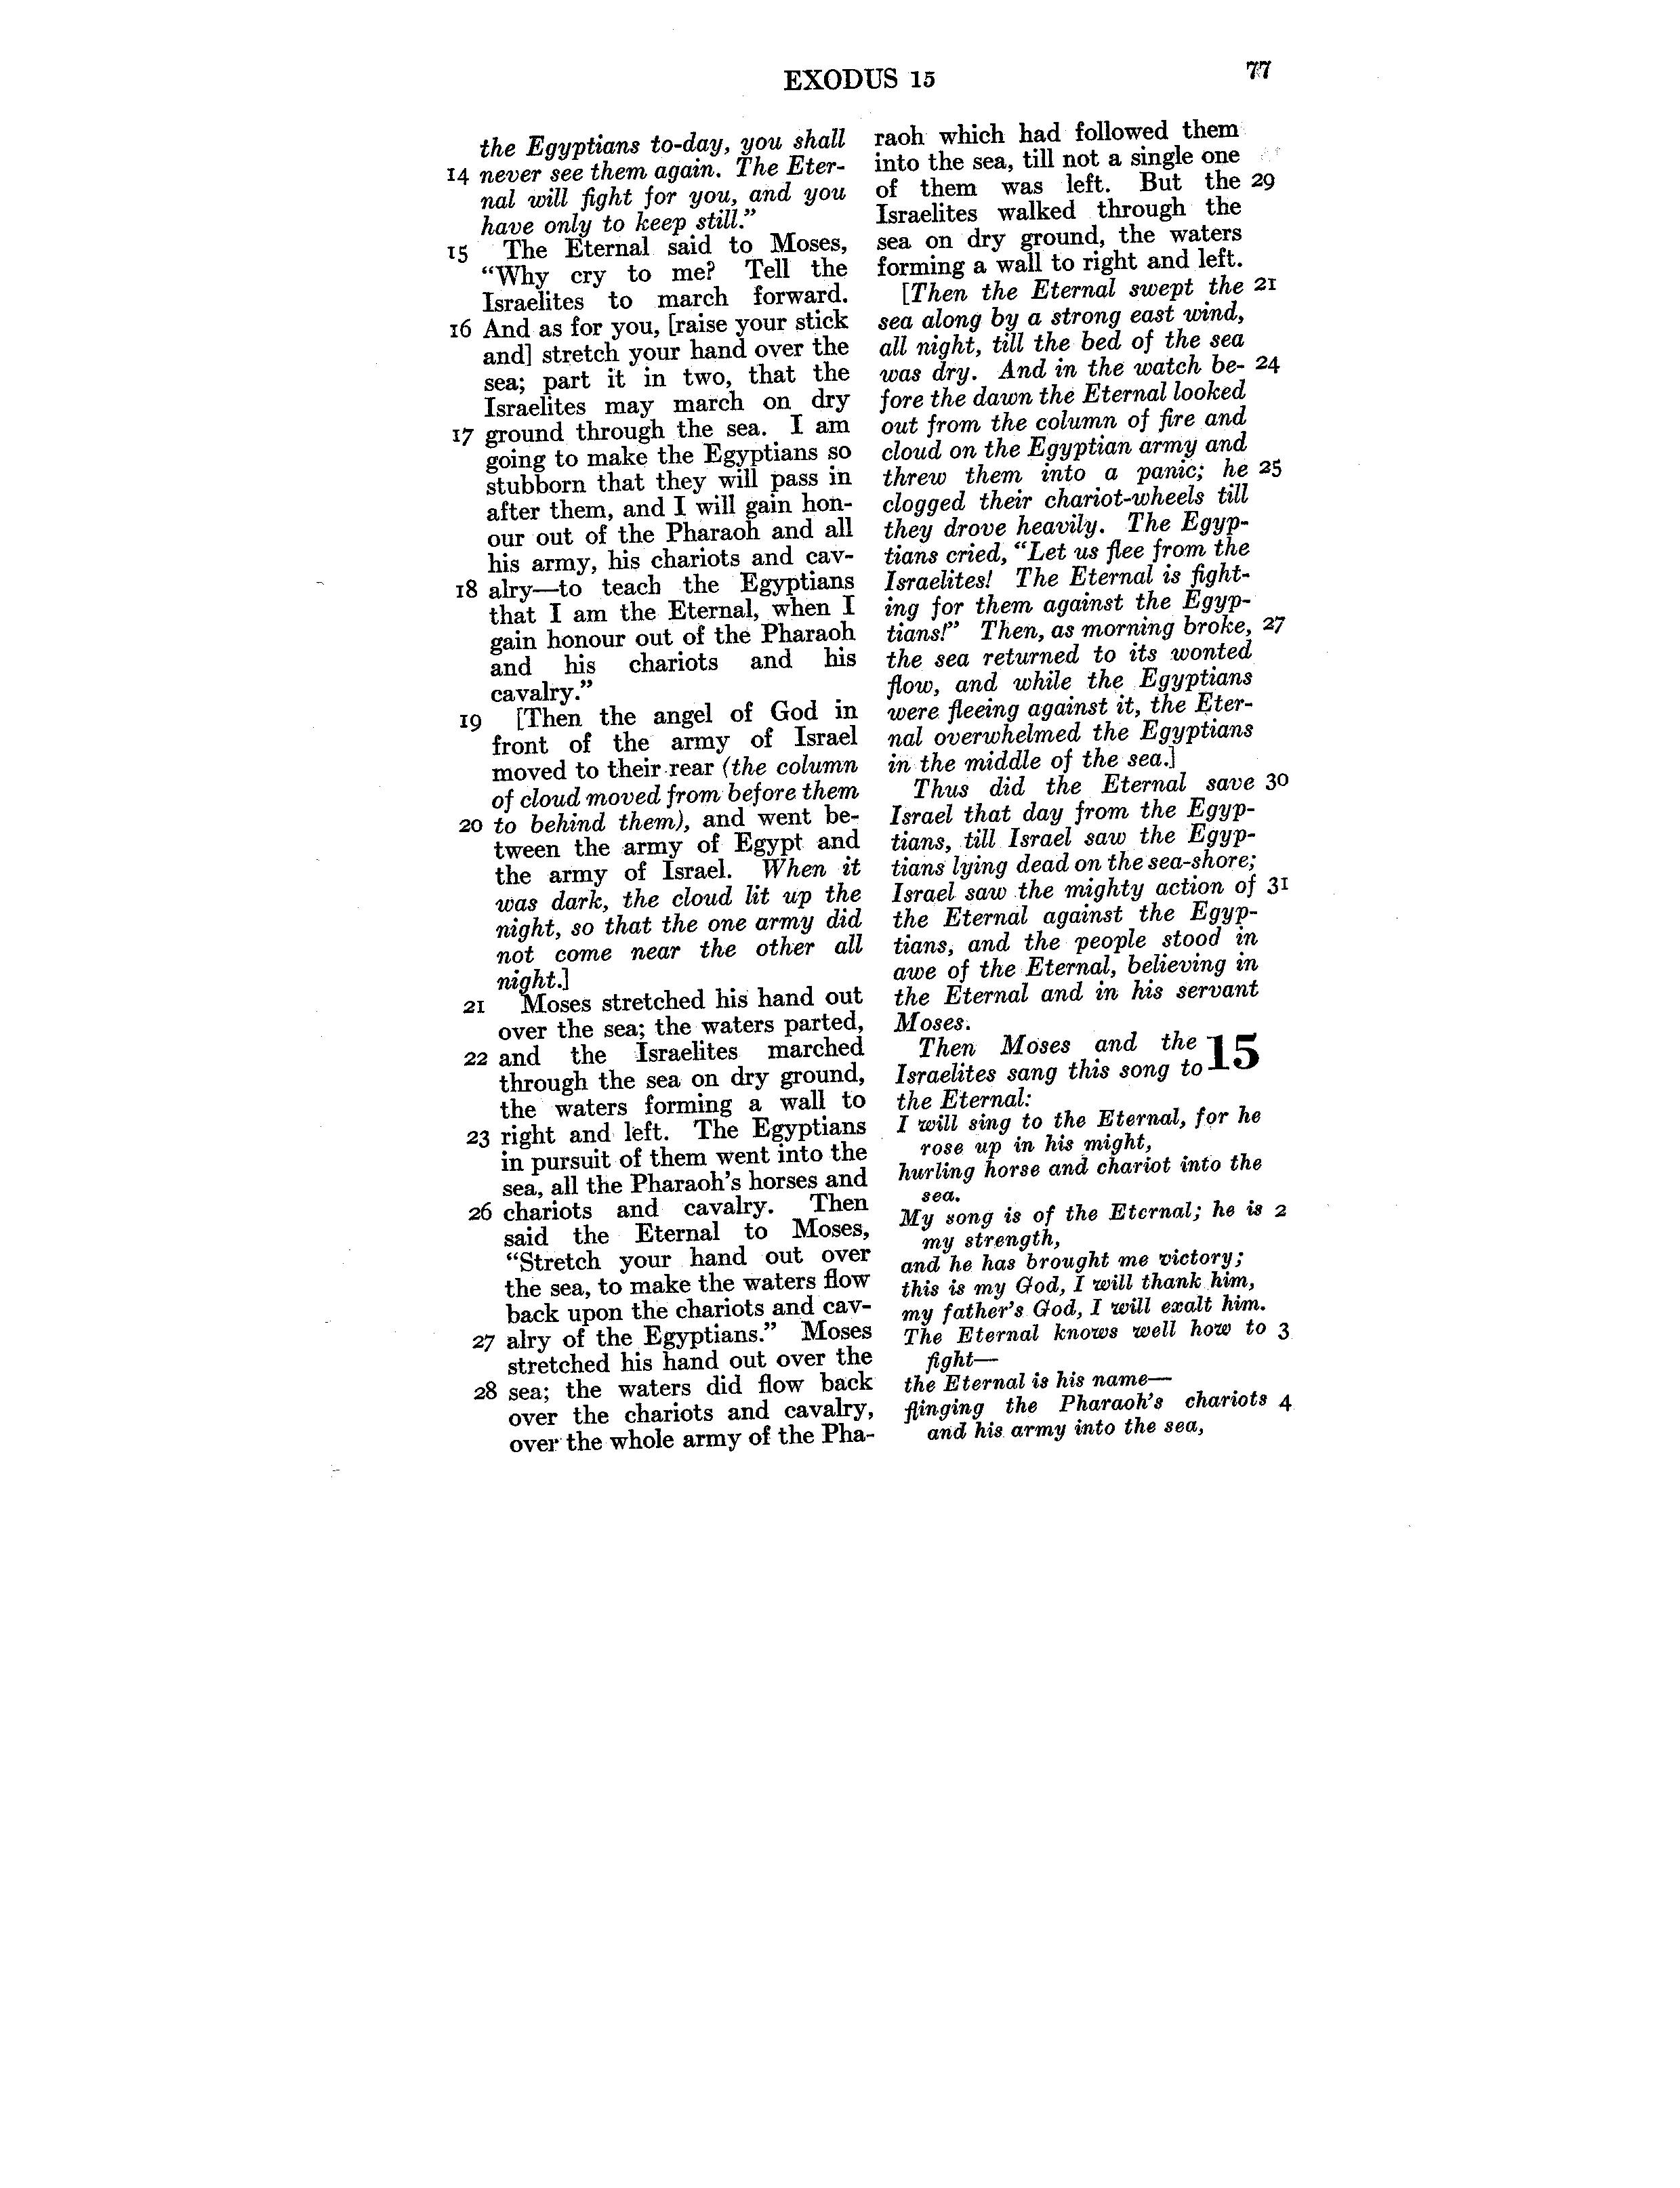 EXODUS 15
77
the Egyptians to-day, you shall
14 never see them again. The Eter-
nal will fight for you, and you
have only to keep still.”
15 The Eternal said to Moses,
“Why cry to me? Tell the
Israelites to march forward.
16 And as for you, [raise your stick
and] stretch your hand over the
sea; part it in two, that the
Israelites may march on dry
17 ground through the sea. I am
going to make the Egyptians so
stubborn that they will pass in
after them, and I will gain hon-
our out of the Pharaoh and all
his army, his chariots and cav-
18 alry—to teach the Egyptians
that I am the Eternal, when I
gain honour out of the Pharaoh
and his chariots and his
cavalry.”
19 [Then the angel of God in
front of the army of Israel
moved to their rear (the column
of cloud moved from before them
20 to behind them), and went be-
tween the army of Egypt and
the army of Israel. When it
was dark, the cloud lit up the
night, so that the one army did
not come near the other all
night.]
21 Moses stretched his hand out
over the sea; the waters parted,
22 and the Israelites marched
through the sea on dry ground,
the waters forming a wall to
23 right and left. The Egyptians
in pursuit of them went into the
sea, all the Pharaoh’s horses and
26 chariots and cavalry. Then
said the Eternal to Moses,
“Stretch your hand out over
the sea, to make the waters flow
back upon the chariots and cav-
27 alry of the Egyptians.” Moses
stretched his hand out over the
28 sea; the waters did flow back
over the chariots and cavalry,
over the whole army of the Pha-
raoh which had followed them
into the sea, till not a single one
of them was left. But the 29
Israelites walked through the
sea on dry ground, the waters
forming a wall to right and left.
[Then the Eternal swept the 21
sea along by a strong east wind,
all night, till the bed of the sea
was dry. And in the watch be- 24
fore the dawn the Eternal looked
out from the column of fire and
cloud on the Egyptian army and
threw them into a panic; he 25
clogged their chariot-wheels till
they drove heavily. The Egyp-
tians cried, “Let us flee from the
Israelites! The Eternal is fight-
ing for them against the Egyp-
tians!” Then, as morning broke, 27
the sea returned to its wonted
flow, and while the Egyptians
were fleeing against it, the Eter-
nal overwhelmed the Egyptians
in the middle of the sea.]
Thus did the Eternal save 30
Israel that day from the Egyp-
tians, till Israel saw the Egyp-
tians lying dead on the sea-shore;
Israel saw the mighty action of 31
the Eternal against the Egyp-
tians, and the people stood in
awe of the Eternal, believing in
the Eternal and in his servant
Moses.
Then Moses and the 15
Israelites sang this song to
the Eternal:
I will sing to the Eternal, for he
rose up in his might,
hurling horse and chariot into the
sea.
My song is of the Eternal; he is 2
my strength,
and he has brought me victory;
this is my God, I will thank him,
my father’s God, I will exalt him.
The Eternal knows well how to 3
fight—
the Eternal is his name—
flinging the Pharaoh’s chariots 4
and his army into the sea,